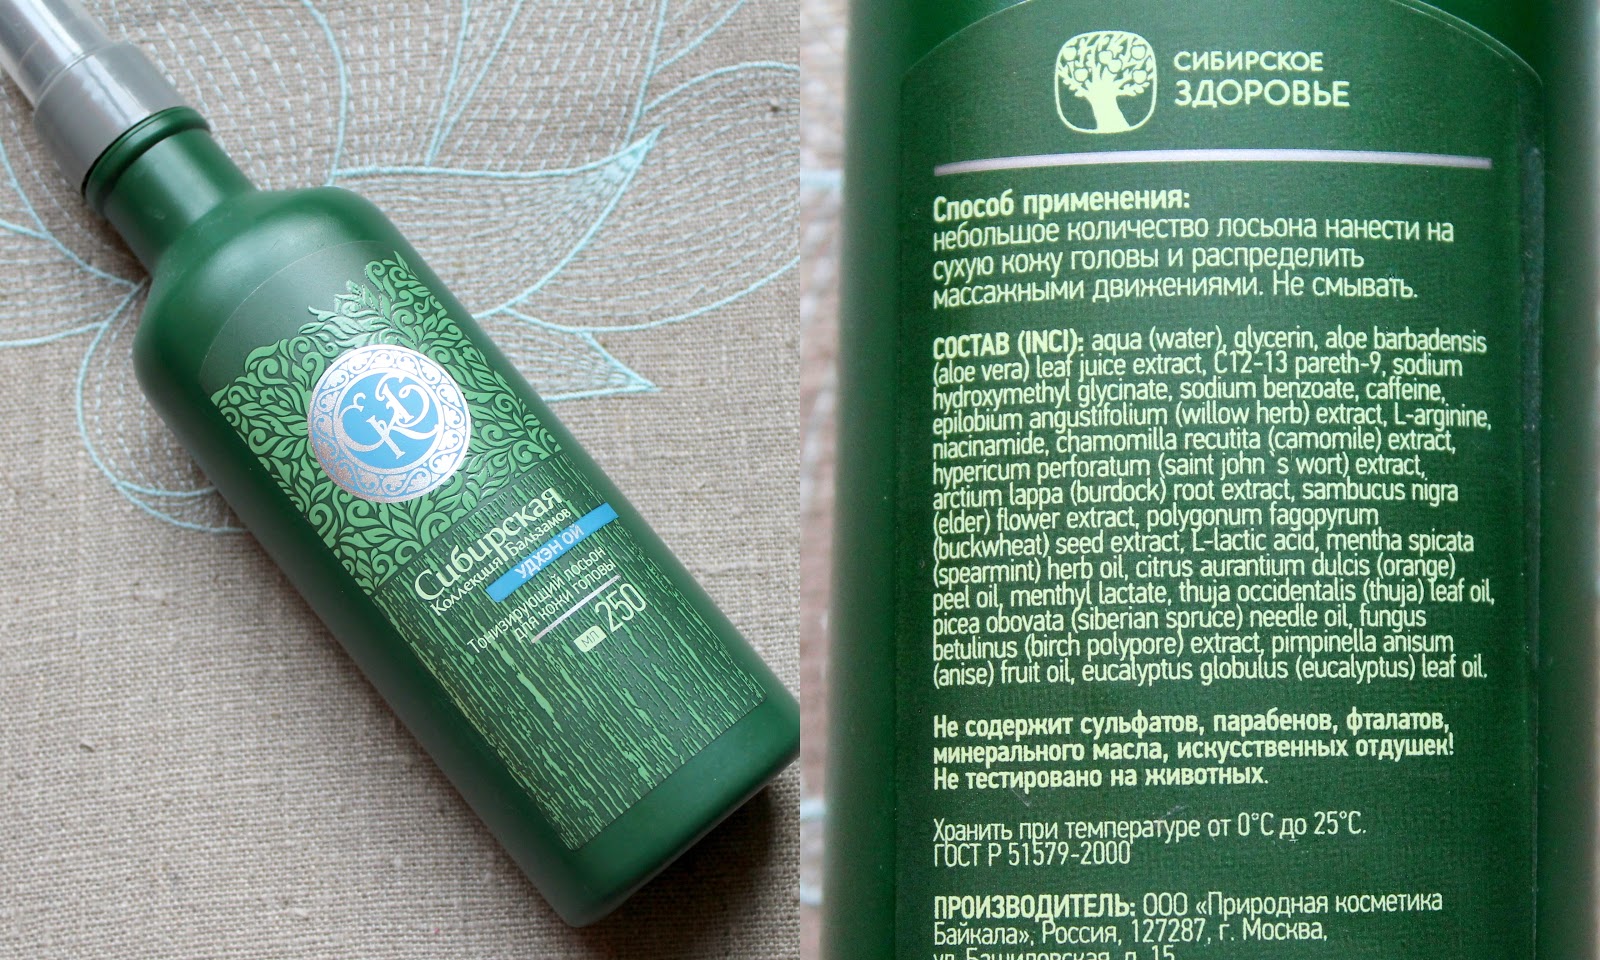 СКБ
Сибирская
Коллекция Бальзамов
УДХЭН ОЙ
Тонизирующий лосьон
для кожи головы
мл 250
СИБИРСКОЕ
ЗДОРОВЬЕ
Способ применения:
небольшое количество лосьона нанести на
сухую кожу головы и распределить
массажными движениями. Не смывать.
СОСТАВ (INCI): aqua (water), glycerin, aloe barbadensis
(aloe vera) leaf juice extract, C12-13 pareth-9, sodium
hydroxymethyl glycinate, sodium benzoate, caffeine,
epilobium angustifolium (willow herb) extract, L-arginine,
niacinamide, chamomilla recutita (camomile) extract,
hypericum perforatum (saint john`s wort) extract,
arctium lappa (burdock) root extract, sambucus nigra
(elder) flower extract, polygonum fagopyrum
(buckwheat) seed extract, L-lactic acid, mentha spicata
(spearmint) herb oil, citrus aurantium dulcis (orange)
peel oil, menthyl lactate, thuja occidentalis (thuja) leaf oil,
picea obovata (siberian spruce) needle oil, fungus
betulinus (birch polypore) extract, pimpinella anisum
(anise) fruit oil, eucalyptus globulus (eucalyptus) leaf oil.
Не содержит сульфатов, парабенов, фталатов,
минерального масла, искусственных отдушек!
Не тестировано на животных.
Хранить при температуре от 0°C до 25°C.
ГОСТ Р 51579-2000
ПРОИЗВОДИТЕЛЬ: ООО «Природная косметика
Байкала», Россия, 127287, г. Москва,
ул. Башиловская, д. 15